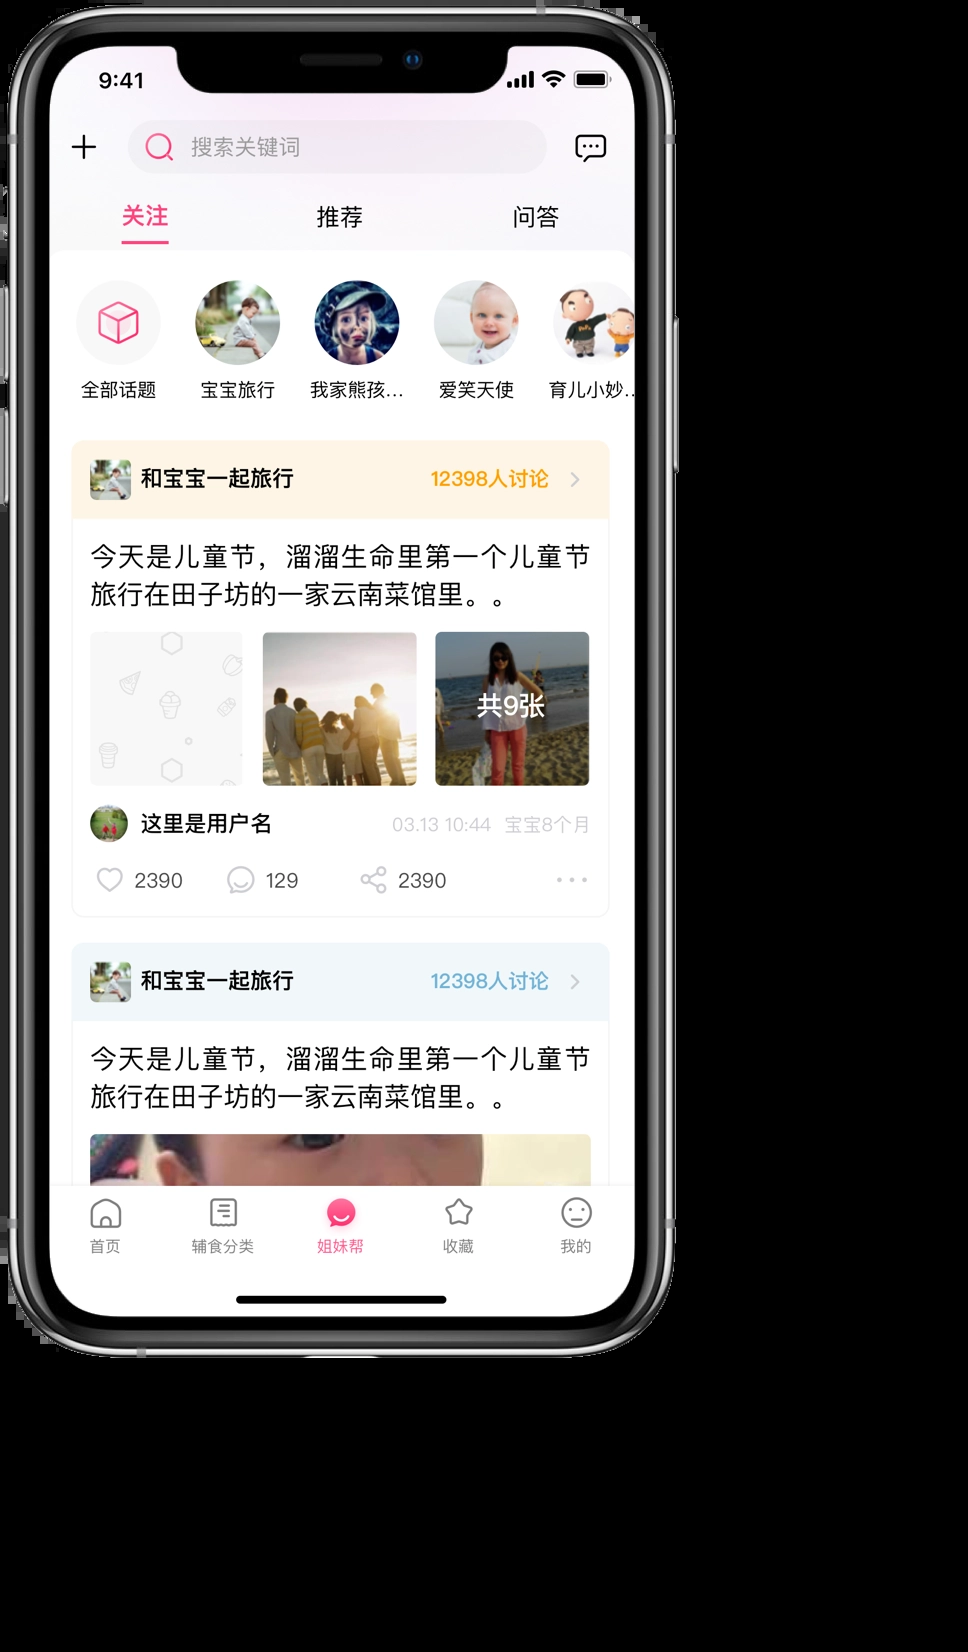 9:41
搜索关键词
关注 推荐 问答
全部话题 宝宝旅行 我家熊孩... 爱笑天使 育儿小妙..
和宝宝一起旅行 12398人讨论
今天是儿童节，溜溜生命里第一个儿童节
旅行在田子坊的一家云南菜馆里。。
共9张
这里是用户名 03.13 10:44 宝宝8个月
2390 129 2390
和宝宝一起旅行 12398人讨论
今天是儿童节，溜溜生命里第一个儿童节
旅行在田子坊的一家云南菜馆里。。
首页 辅食分类 姐妹帮 收藏 我的